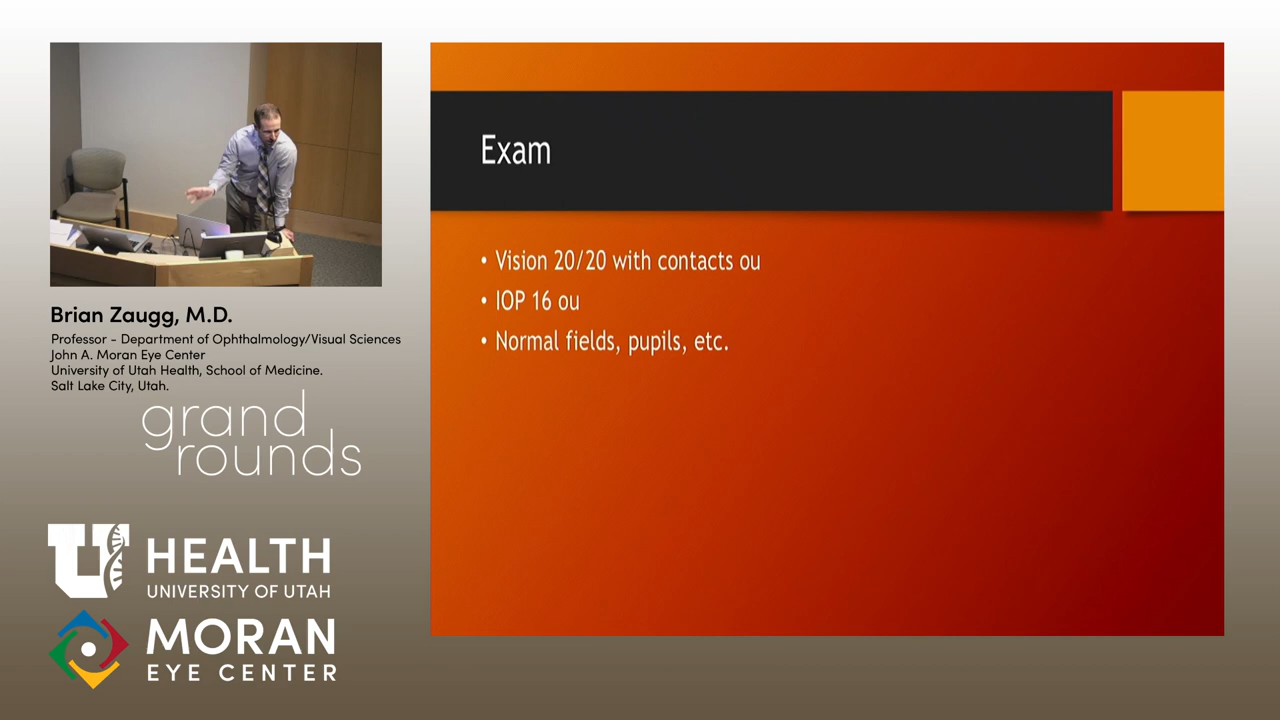 Exam
• Vision 20/20 with contacts ou
• IOP 16 ou
• Normal fields, pupils, etc.
Brian Zaugg, M.D.
Professor - Department of Ophthalmology/Visual Sciences
John A. Moran Eye Center
University of Utah Health, School of Medicine.
Salt Lake City, Utah.
grand
rounds
U HEALTH
UNIVERSITY OF UTAH
MORAN
EYE CENTER